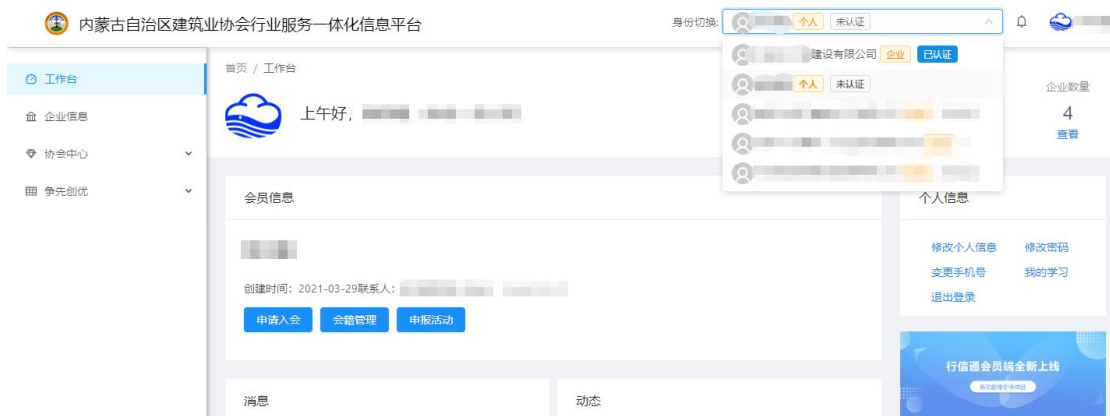 内蒙古自治区建筑业协会行业服务一体化信息平台
身份切换:
个人 未认证
建设有限公司 企业 已认证
个人 未认证
工作台
企业信息
协会中心
争先创优
首页 / 工作台
上午好,
企业数量
4
查看
会员信息
创建时间：2021-03-29联系人：
申请入会 会籍管理 申报活动
个人信息
修改个人信息 修改密码
变更手机号 我的学习
退出登录
行信通会员端全新上线
消息
动态